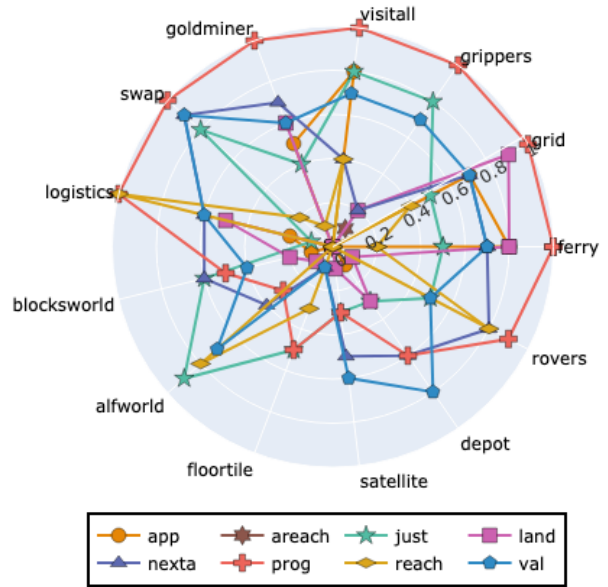 visitall
goldminer
grippers
swap
grid
0.8
0.6
0.4
0.2
0
logistics
ferry
blocksworld
rovers
alfworld
depot
floortile
satellite
app
areach
just
land
nexta
prog
reach
val